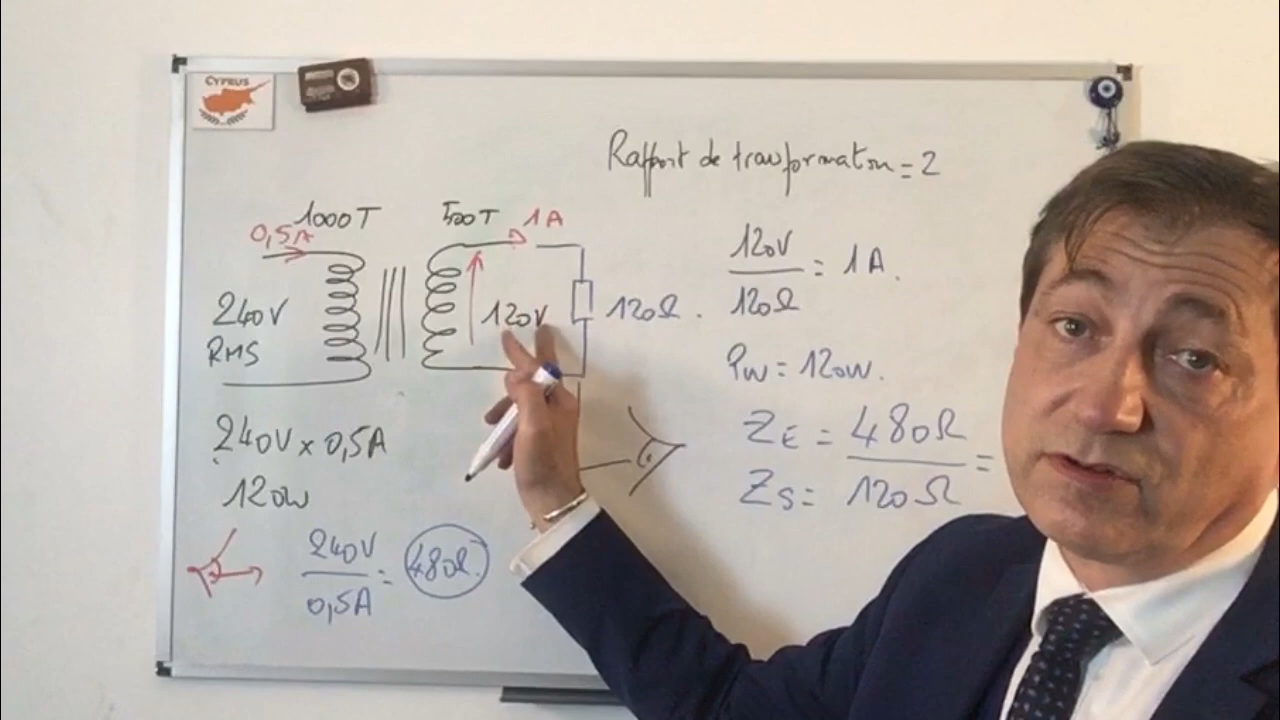 CYPRUS
Rapport de transformation = 2
1000T
500T
1A
0,5A
240V
RMS
120V
120Ω.
120V
120Ω
= 1A.
Pw = 120w.
240V x 0,5A
120w
ZE = 480Ω
ZS = 120Ω
=
240V
0,5A
= 480Ω.